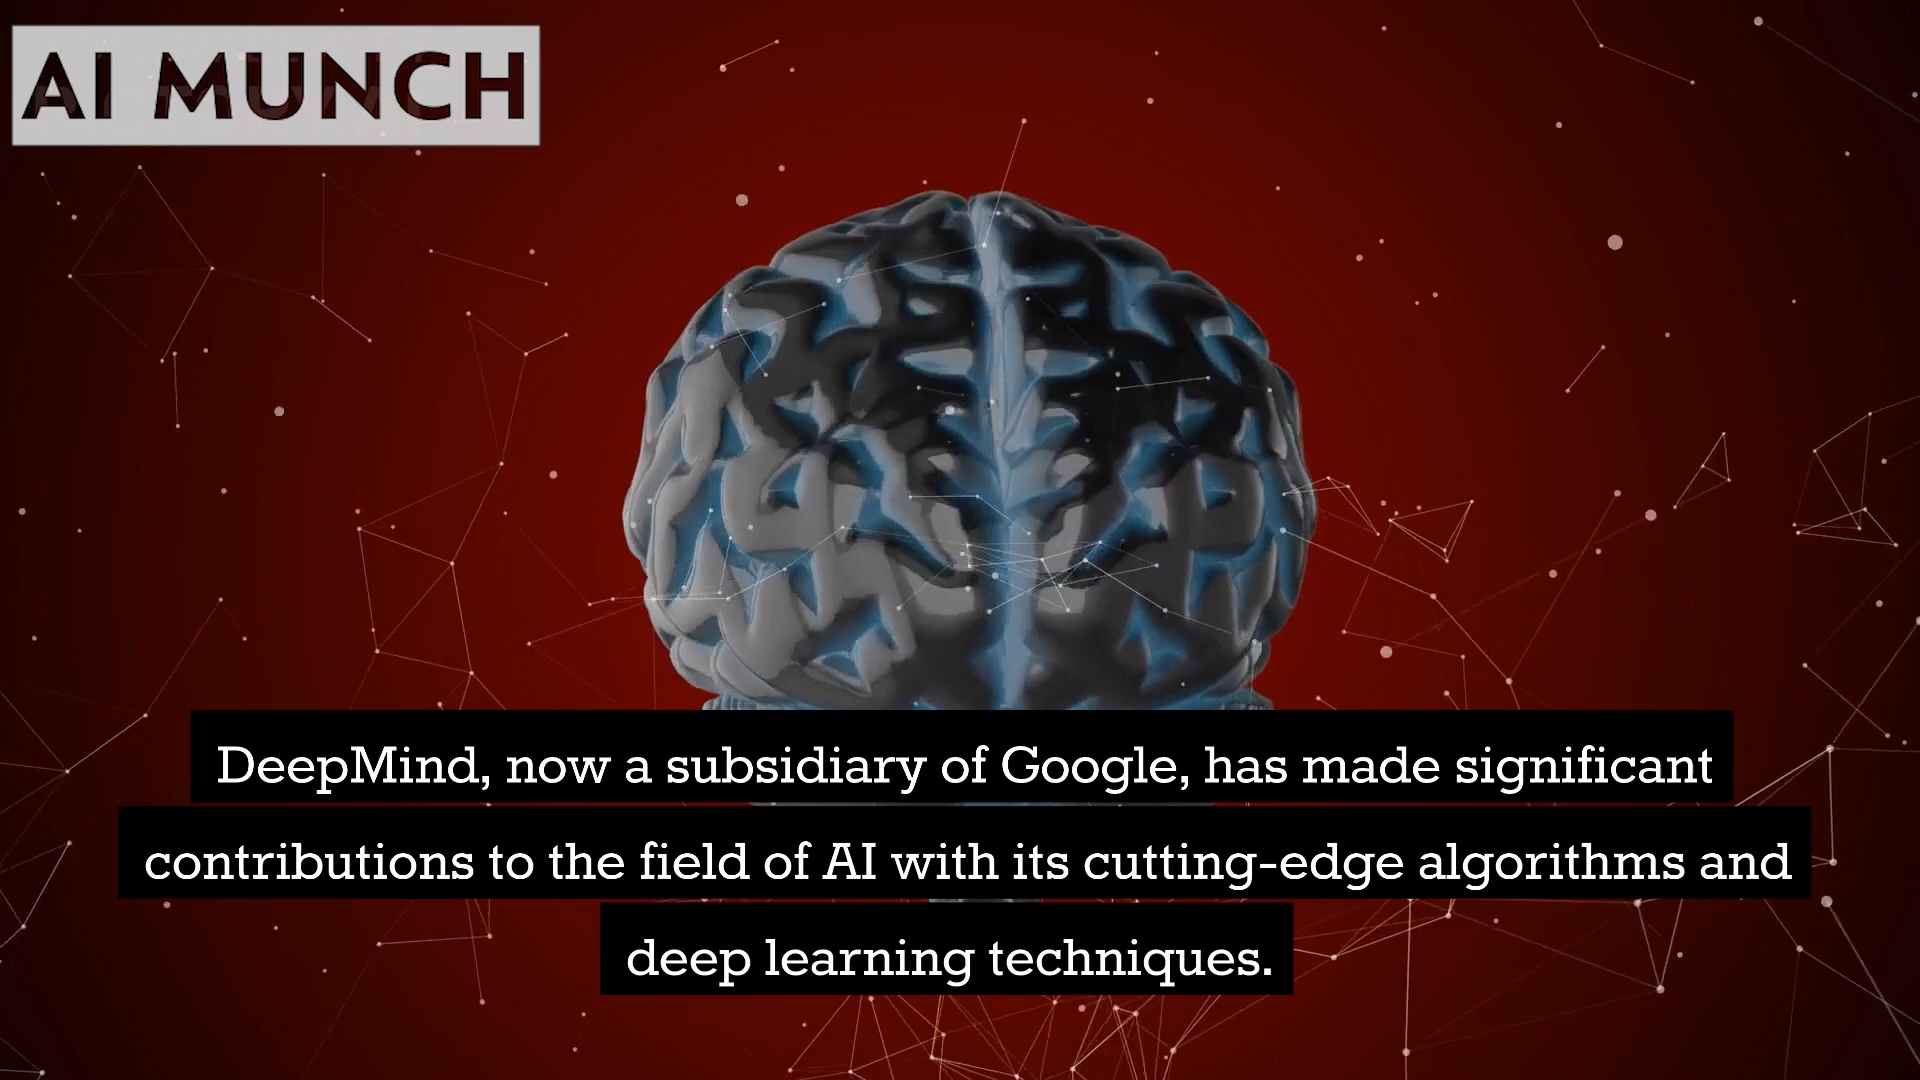 AI MUNCH
DeepMind, now a subsidiary of Google, has made significant
contributions to the field of AI with its cutting-edge algorithms and
deep learning techniques.